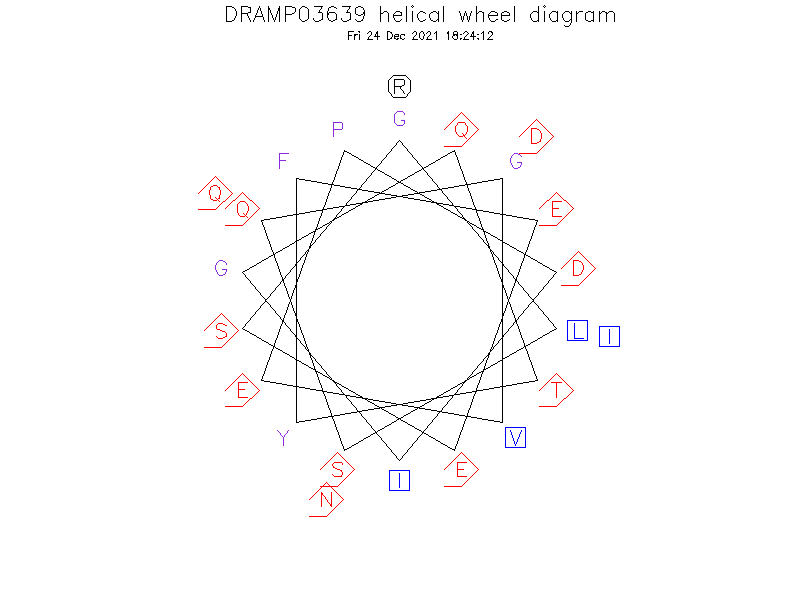 DRAMP03639 helical wheel diagram
Fri 24 Dec 2021 18:24:12
R
G
P
Q
D
F
G
Q
Q
E
G
D
S
L
I
E
T
Y
V
S
I
E
N